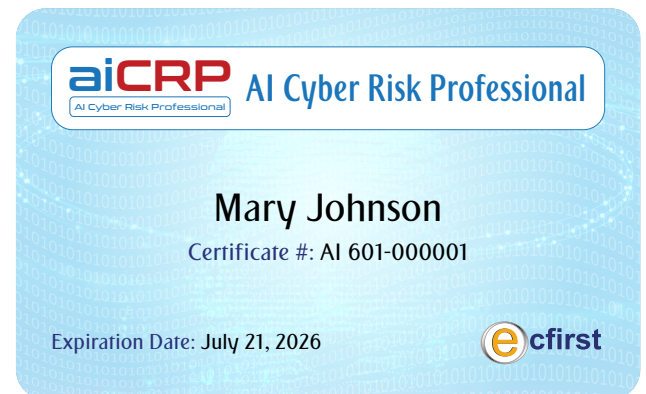 aiCRP
AI Cyber Risk Professional
AI Cyber Risk Professional
Mary Johnson
Certificate #: AI 601-000001
Expiration Date: July 21, 2026
ecfirst